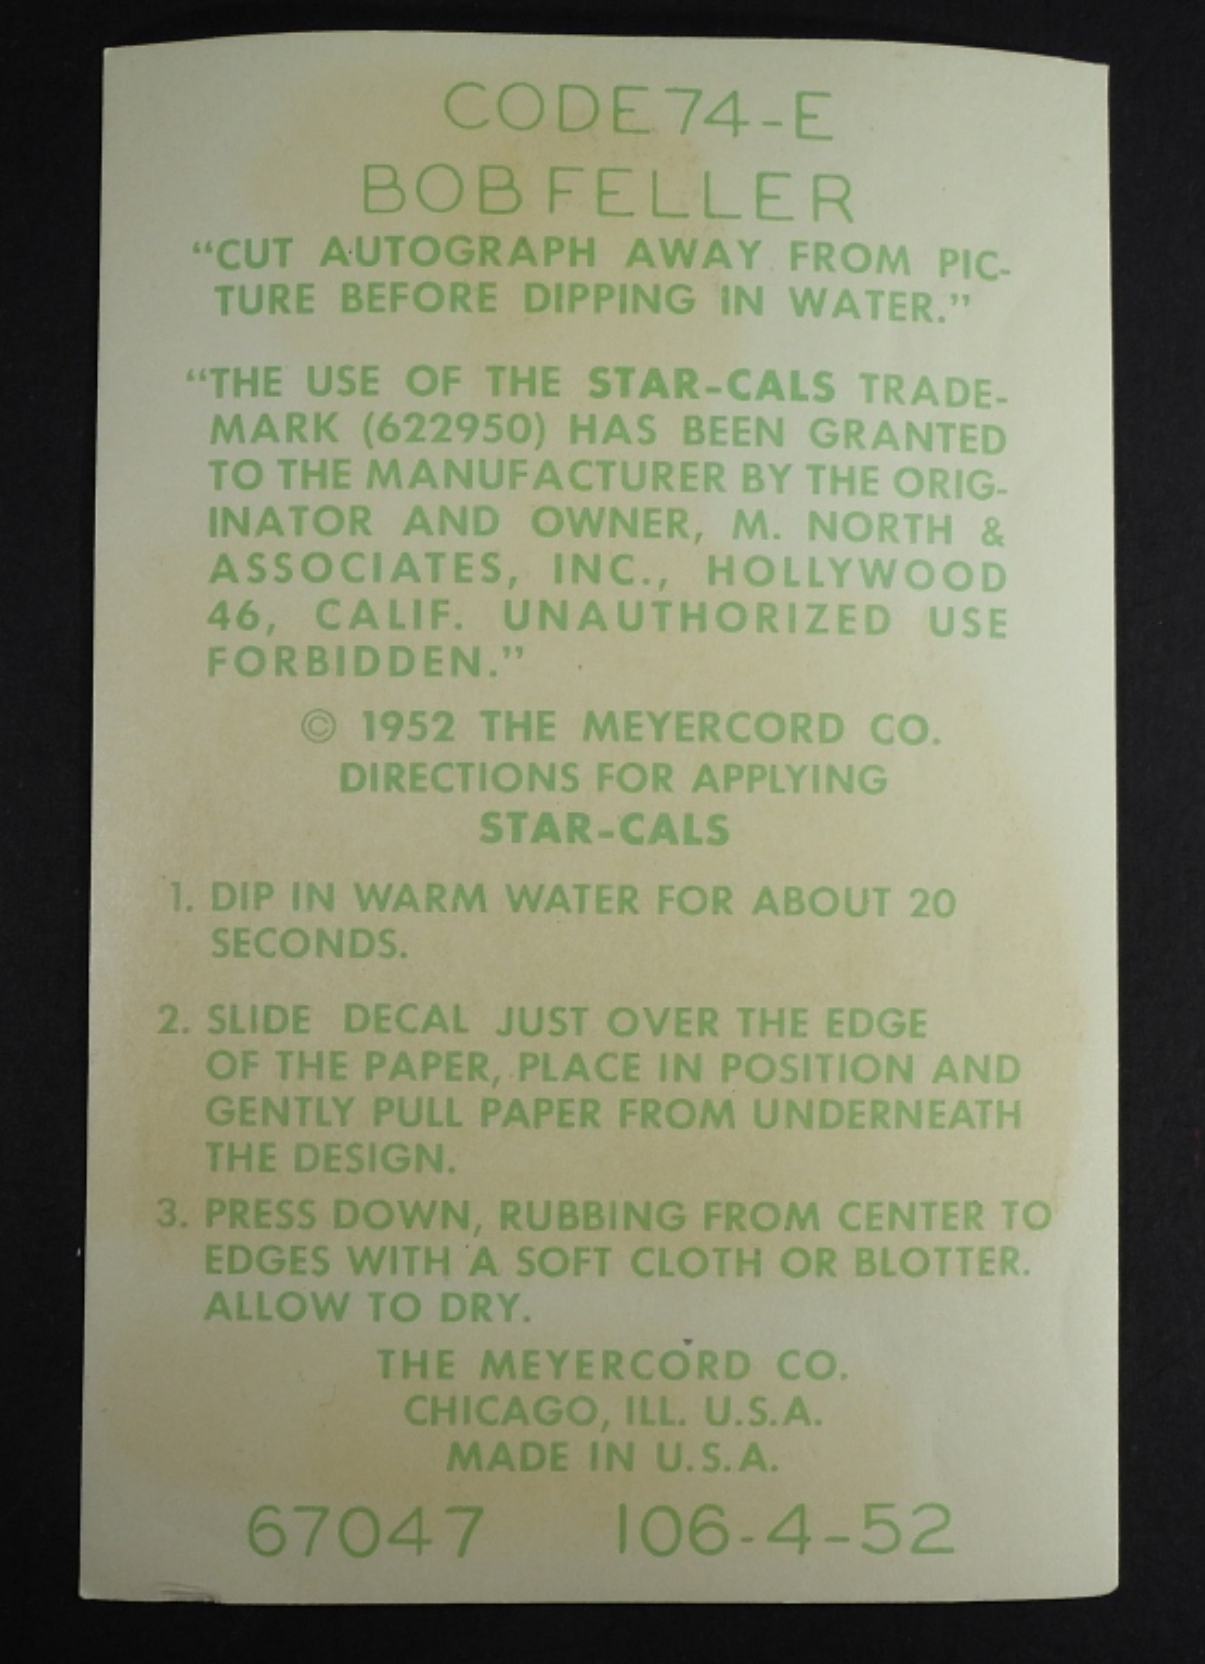 CODE 74-E
BOB FELLER
“CUT AUTOGRAPH AWAY FROM PIC-
TURE BEFORE DIPPING IN WATER.”
“THE USE OF THE STAR-CALS TRADE-
MARK (622950) HAS BEEN GRANTED
TO THE MANUFACTURER BY THE ORIG-
INATOR AND OWNER, M. NORTH &
ASSOCIATES, INC., HOLLYWOOD
46, CALIF. UNAUTHORIZED USE
FORBIDDEN.”
© 1952 THE MEYERCORD CO.
DIRECTIONS FOR APPLYING
STAR-CALS
1. DIP IN WARM WATER FOR ABOUT 20
SECONDS.
2. SLIDE DECAL JUST OVER THE EDGE
OF THE PAPER, PLACE IN POSITION AND
GENTLY PULL PAPER FROM UNDERNEATH
THE DESIGN.
3. PRESS DOWN, RUBBING FROM CENTER TO
EDGES WITH A SOFT CLOTH OR BLOTTER.
ALLOW TO DRY.
THE MEYERCORD CO.
CHICAGO, ILL. U.S.A.
MADE IN U.S.A.
67047 106-4-52